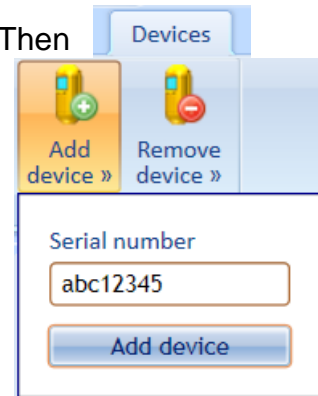 Then Devices
Add Remove
device » device »
Serial number
abc12345
Add device